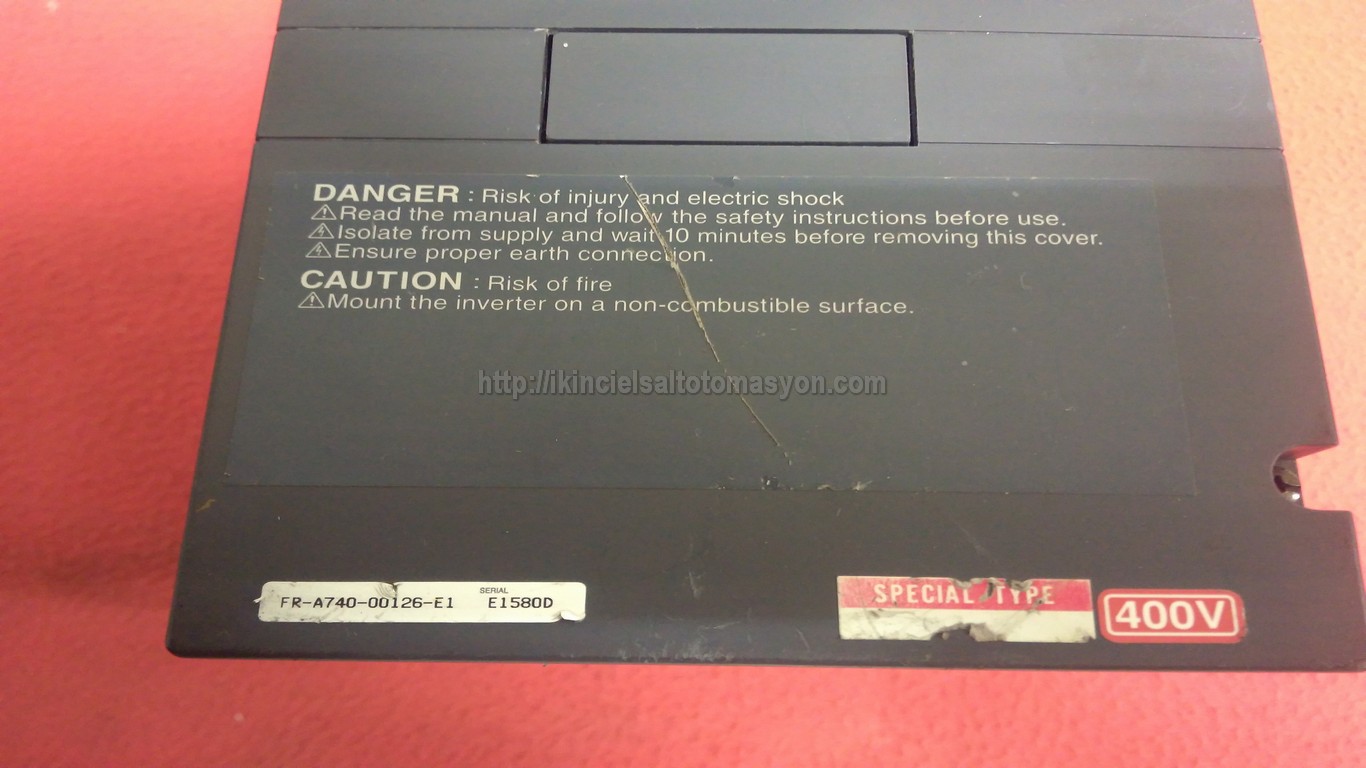 DANGER : Risk of injury and electric shock
Read the manual and follow the safety instructions before use.
Isolate from supply and wait 10 minutes before removing this cover.
Ensure proper earth connection.
CAUTION : Risk of fire
Mount the inverter on a non-combustible surface.
http://ikincielsaltotomasyon.com
SERIAL
FR-A740-00126-E1 E1580D
SPECIAL TYPE
400V